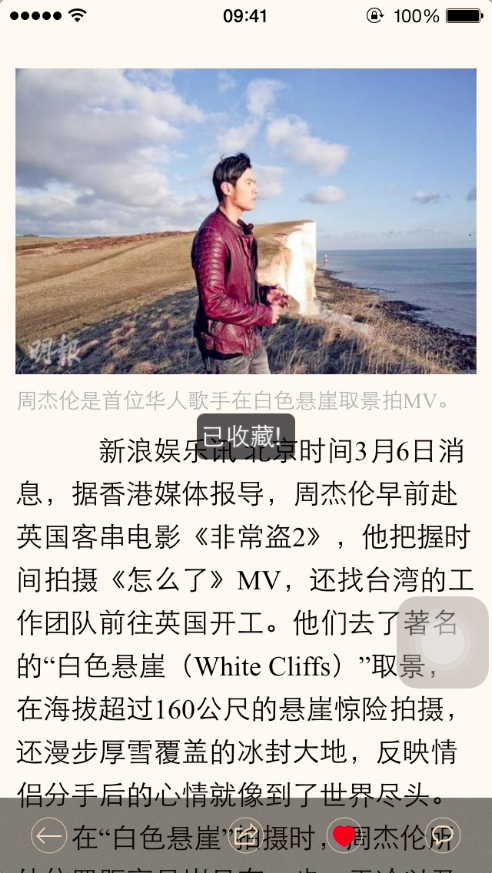 09:41
100%
明報
周杰伦是首位华人歌手在白色悬崖取景拍MV。
已收藏!
新浪娱乐讯 北京时间3月6日消
息，据香港媒体报导，周杰伦早前赴
英国客串电影《非常盗2》，他把握时
间拍摄《怎么了》MV，还找台湾的工
作团队前往英国开工。他们去了著名
的“白色悬崖（White Cliffs）”取景，
在海拔超过160公尺的悬崖惊险拍摄，
还漫步厚雪覆盖的冰封大地，反映情
侣分手后的心情就像到了世界尽头。
在“白色悬崖”拍摄时，周杰伦所